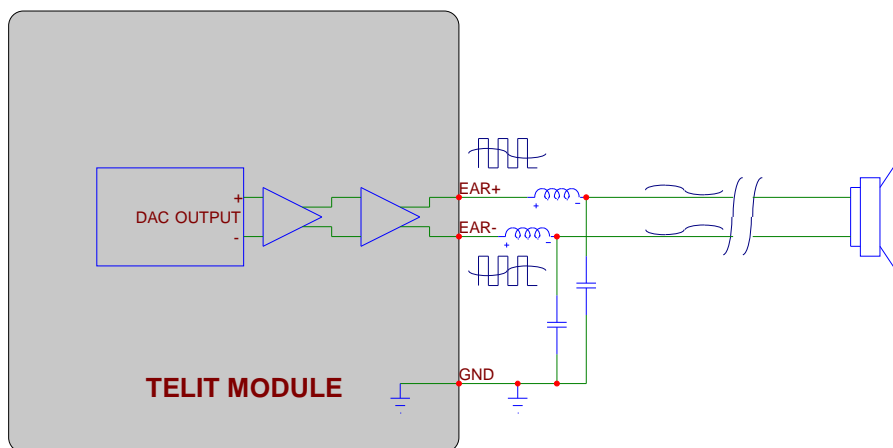 EAR+
+
DAC OUTPUT
+
-
-
EAR-
+
-
GND
TELIT MODULE